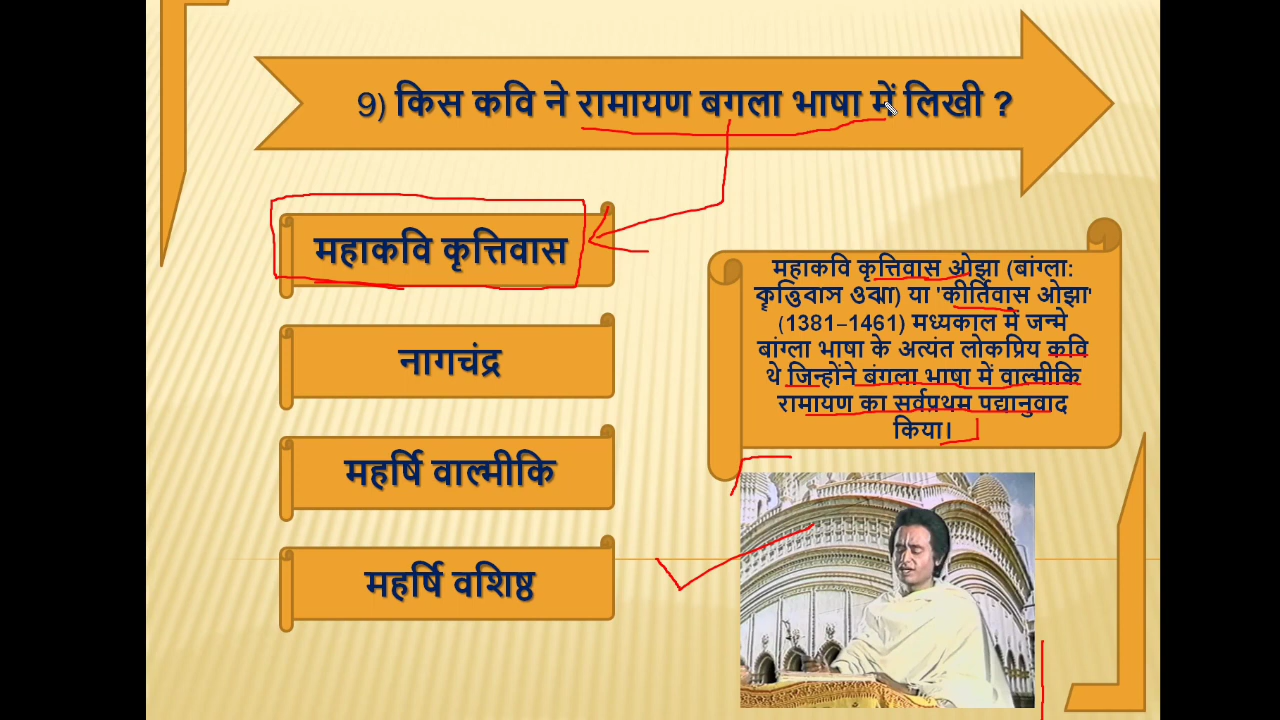 9) किस कवि ने रामायण बगला भाषा में लिखी ?
महाकवि कृत्तिवास
नागचंद्र
महर्षि वाल्मीकि
महर्षि वशिष्ठ
महाकवि कृत्तिवास ओझा (बांग्ला:
কৃত্তিবাস ওঝা) या 'कीर्तिवास ओझा'
(1381–1461) मध्यकाल में जन्मे
बांग्ला भाषा के अत्यंत लोकप्रिय कवि
थे जिन्होंने बंगला भाषा में वाल्मीकि
रामायण का सर्वप्रथम पद्यानुवाद
किया।